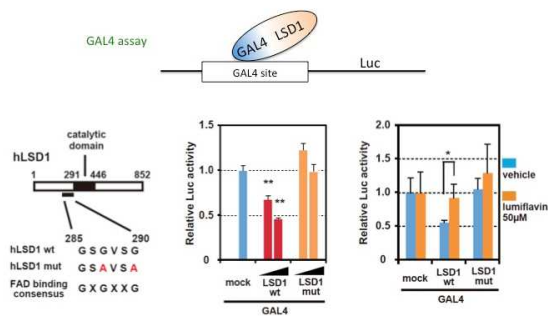 GAL4 assay
GAL4 LSD1
GAL4 site
Luc
catalytic
domain
hLSD1
1 291 446 852
285 290
hLSD1 wt G S G V S G
hLSD1 mut G S A V S A
FAD binding
consensus G X G X X G
Relative Luc activity
1.5
1.0
0.5
0
**
**
mock LSD1 wt LSD1 mut
GAL4
Relative Luc activity
2.0
1.5
1.0
0.5
0
*
mock LSD1 wt LSD1 mut
GAL4
vehicle
lumiflavin
50μM